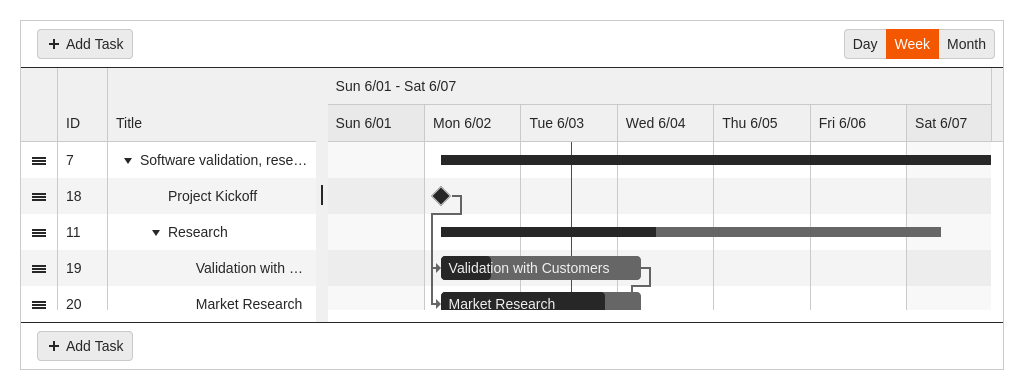 Add Task
Day Week Month
Sun 6/01 - Sat 6/07
ID Title Sun 6/01 Mon 6/02 Tue 6/03 Wed 6/04 Thu 6/05 Fri 6/06 Sat 6/07
7 Software validation, rese…
18 Project Kickoff
11 Research
19 Validation with … Validation with Customers
20 Market Research Market Research
Add Task